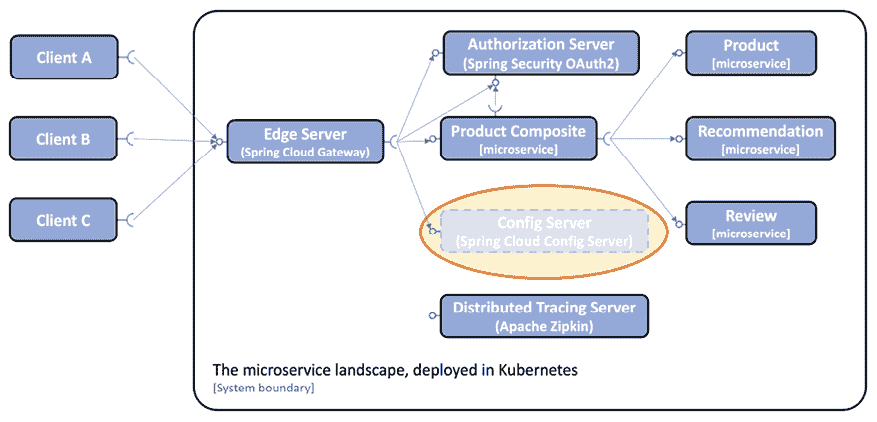 Client A
Client B
Client C
Edge Server
(Spring Cloud Gateway)
Authorization Server
(Spring Security OAuth2)
Product Composite
[microservice]
Config Server
(Spring Cloud Config Server)
Distributed Tracing Server
(Apache Zipkin)
Product
[microservice]
Recommendation
[microservice]
Review
[microservice]
The microservice landscape, deployed in Kubernetes
[System boundary]